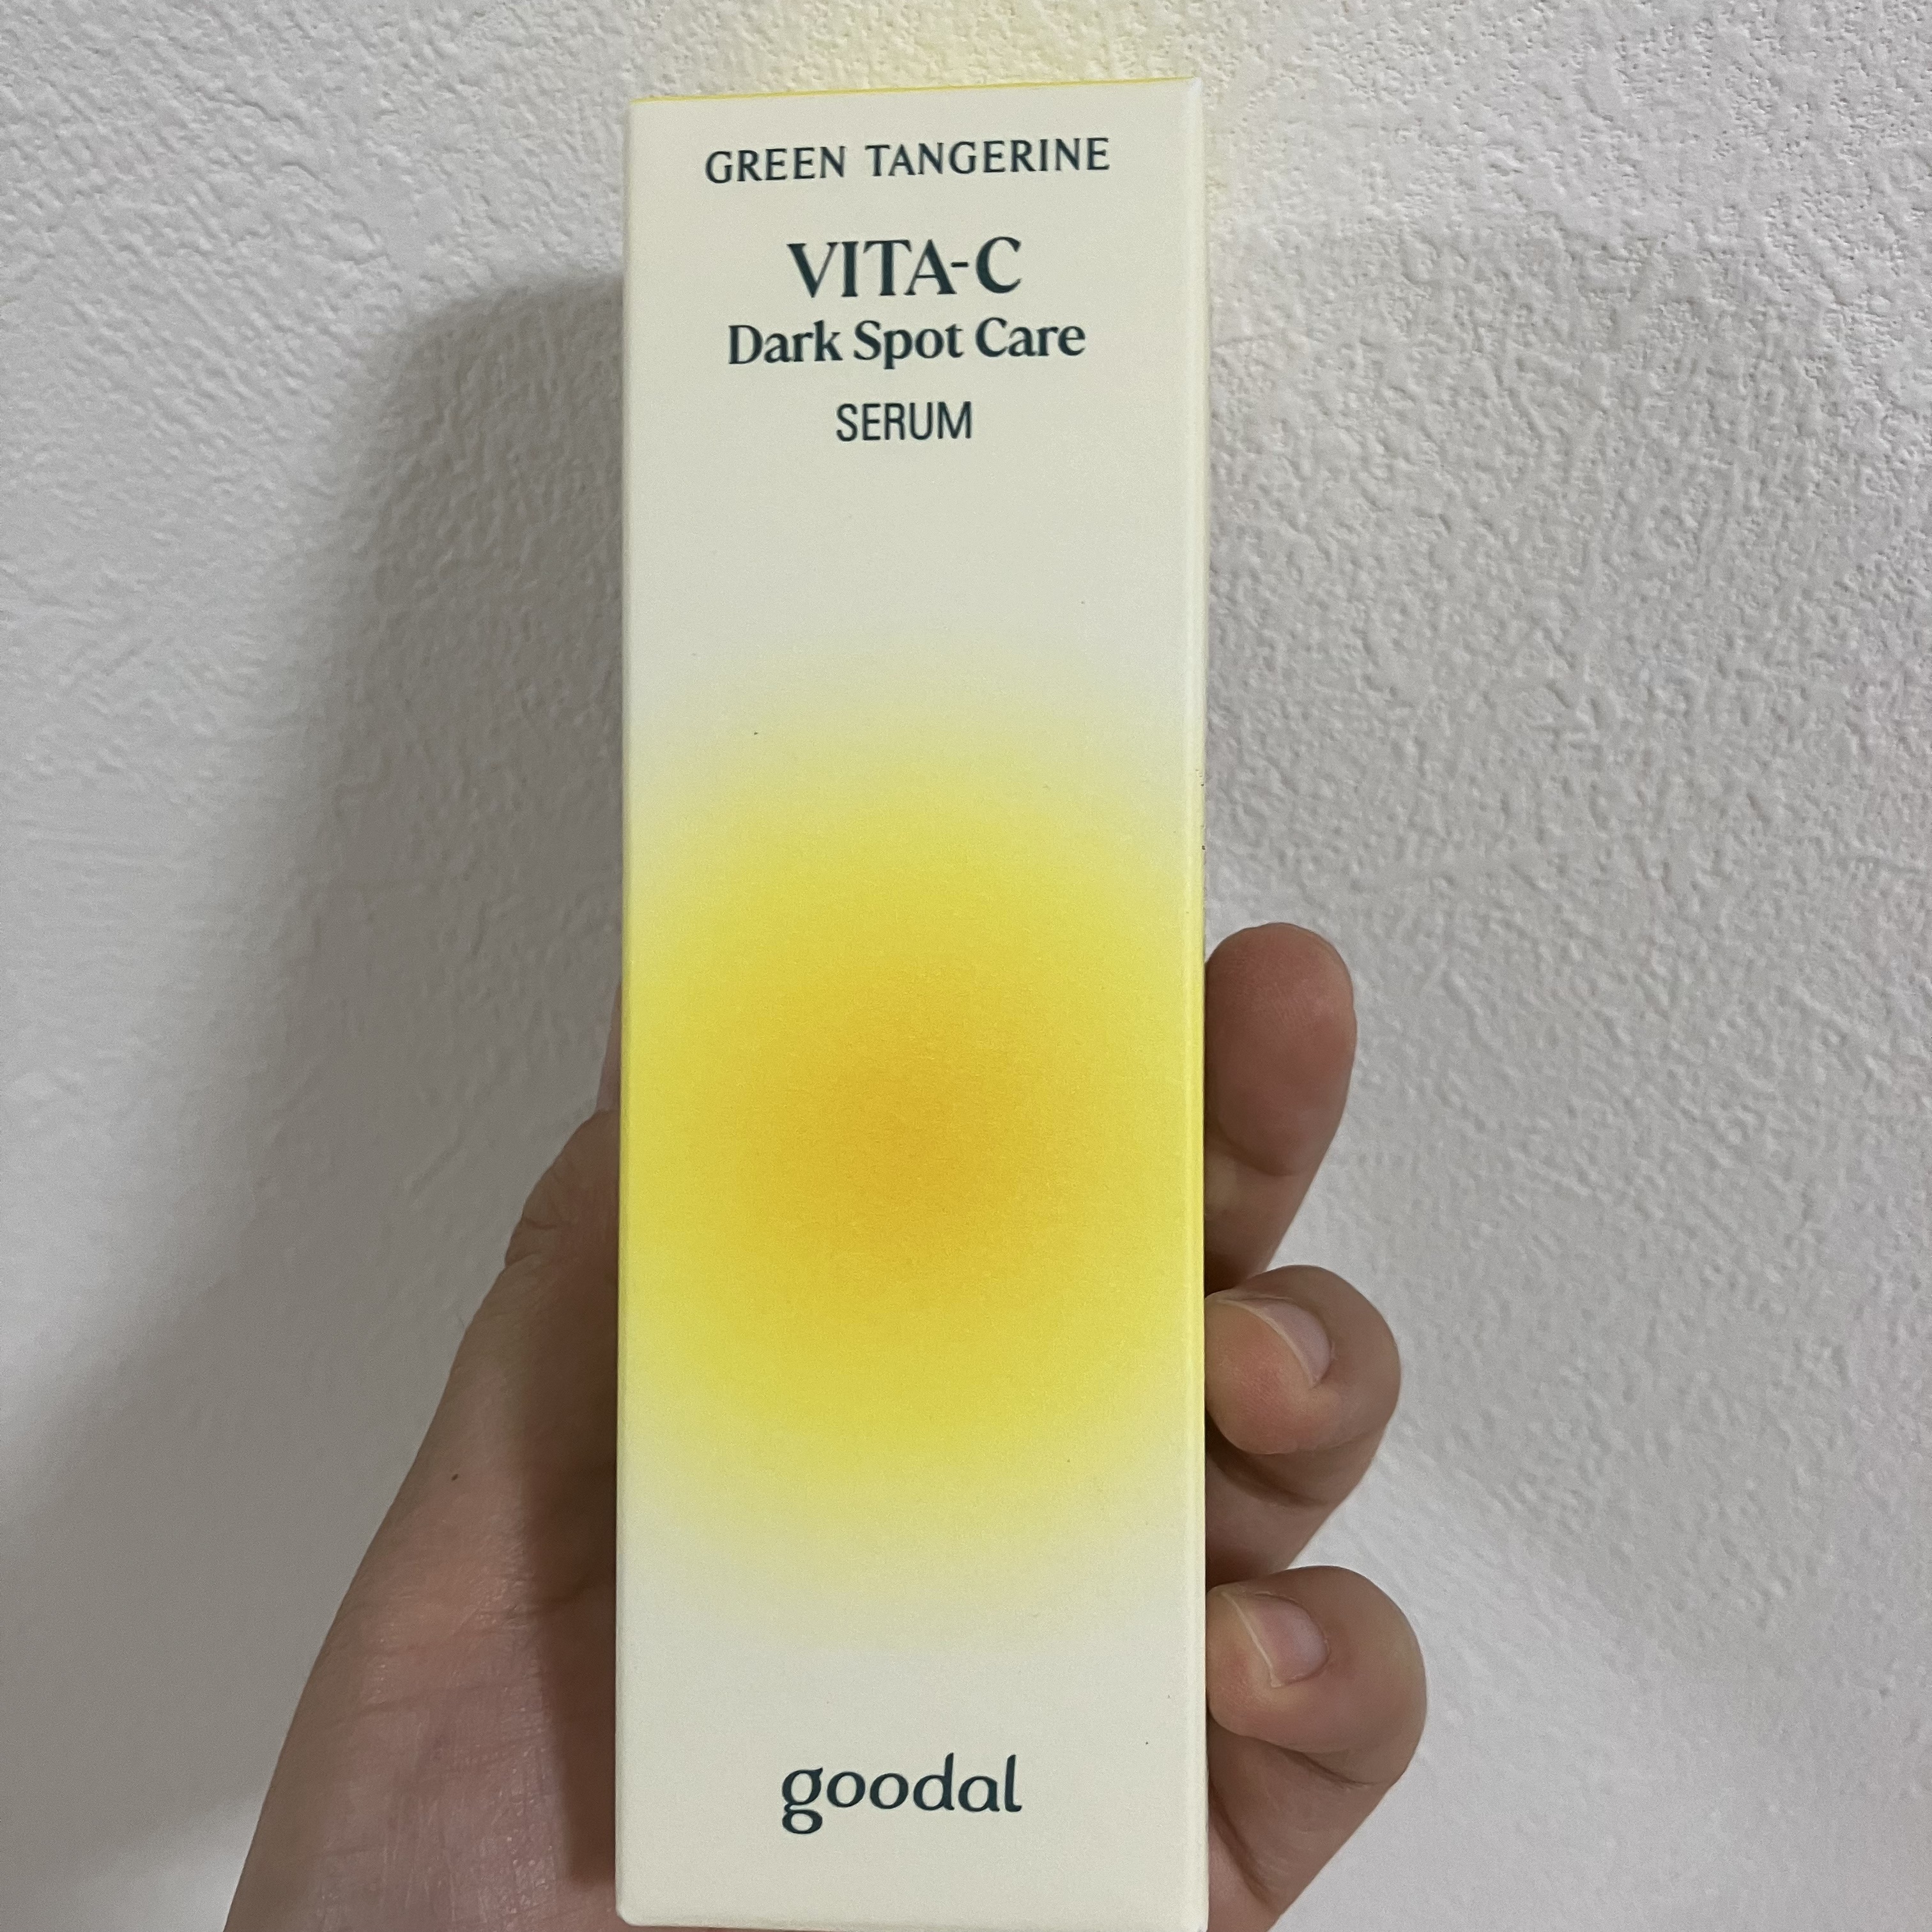 GREEN TANGERINE
VITA-C
Dark Spot Care
SERUM
goodal